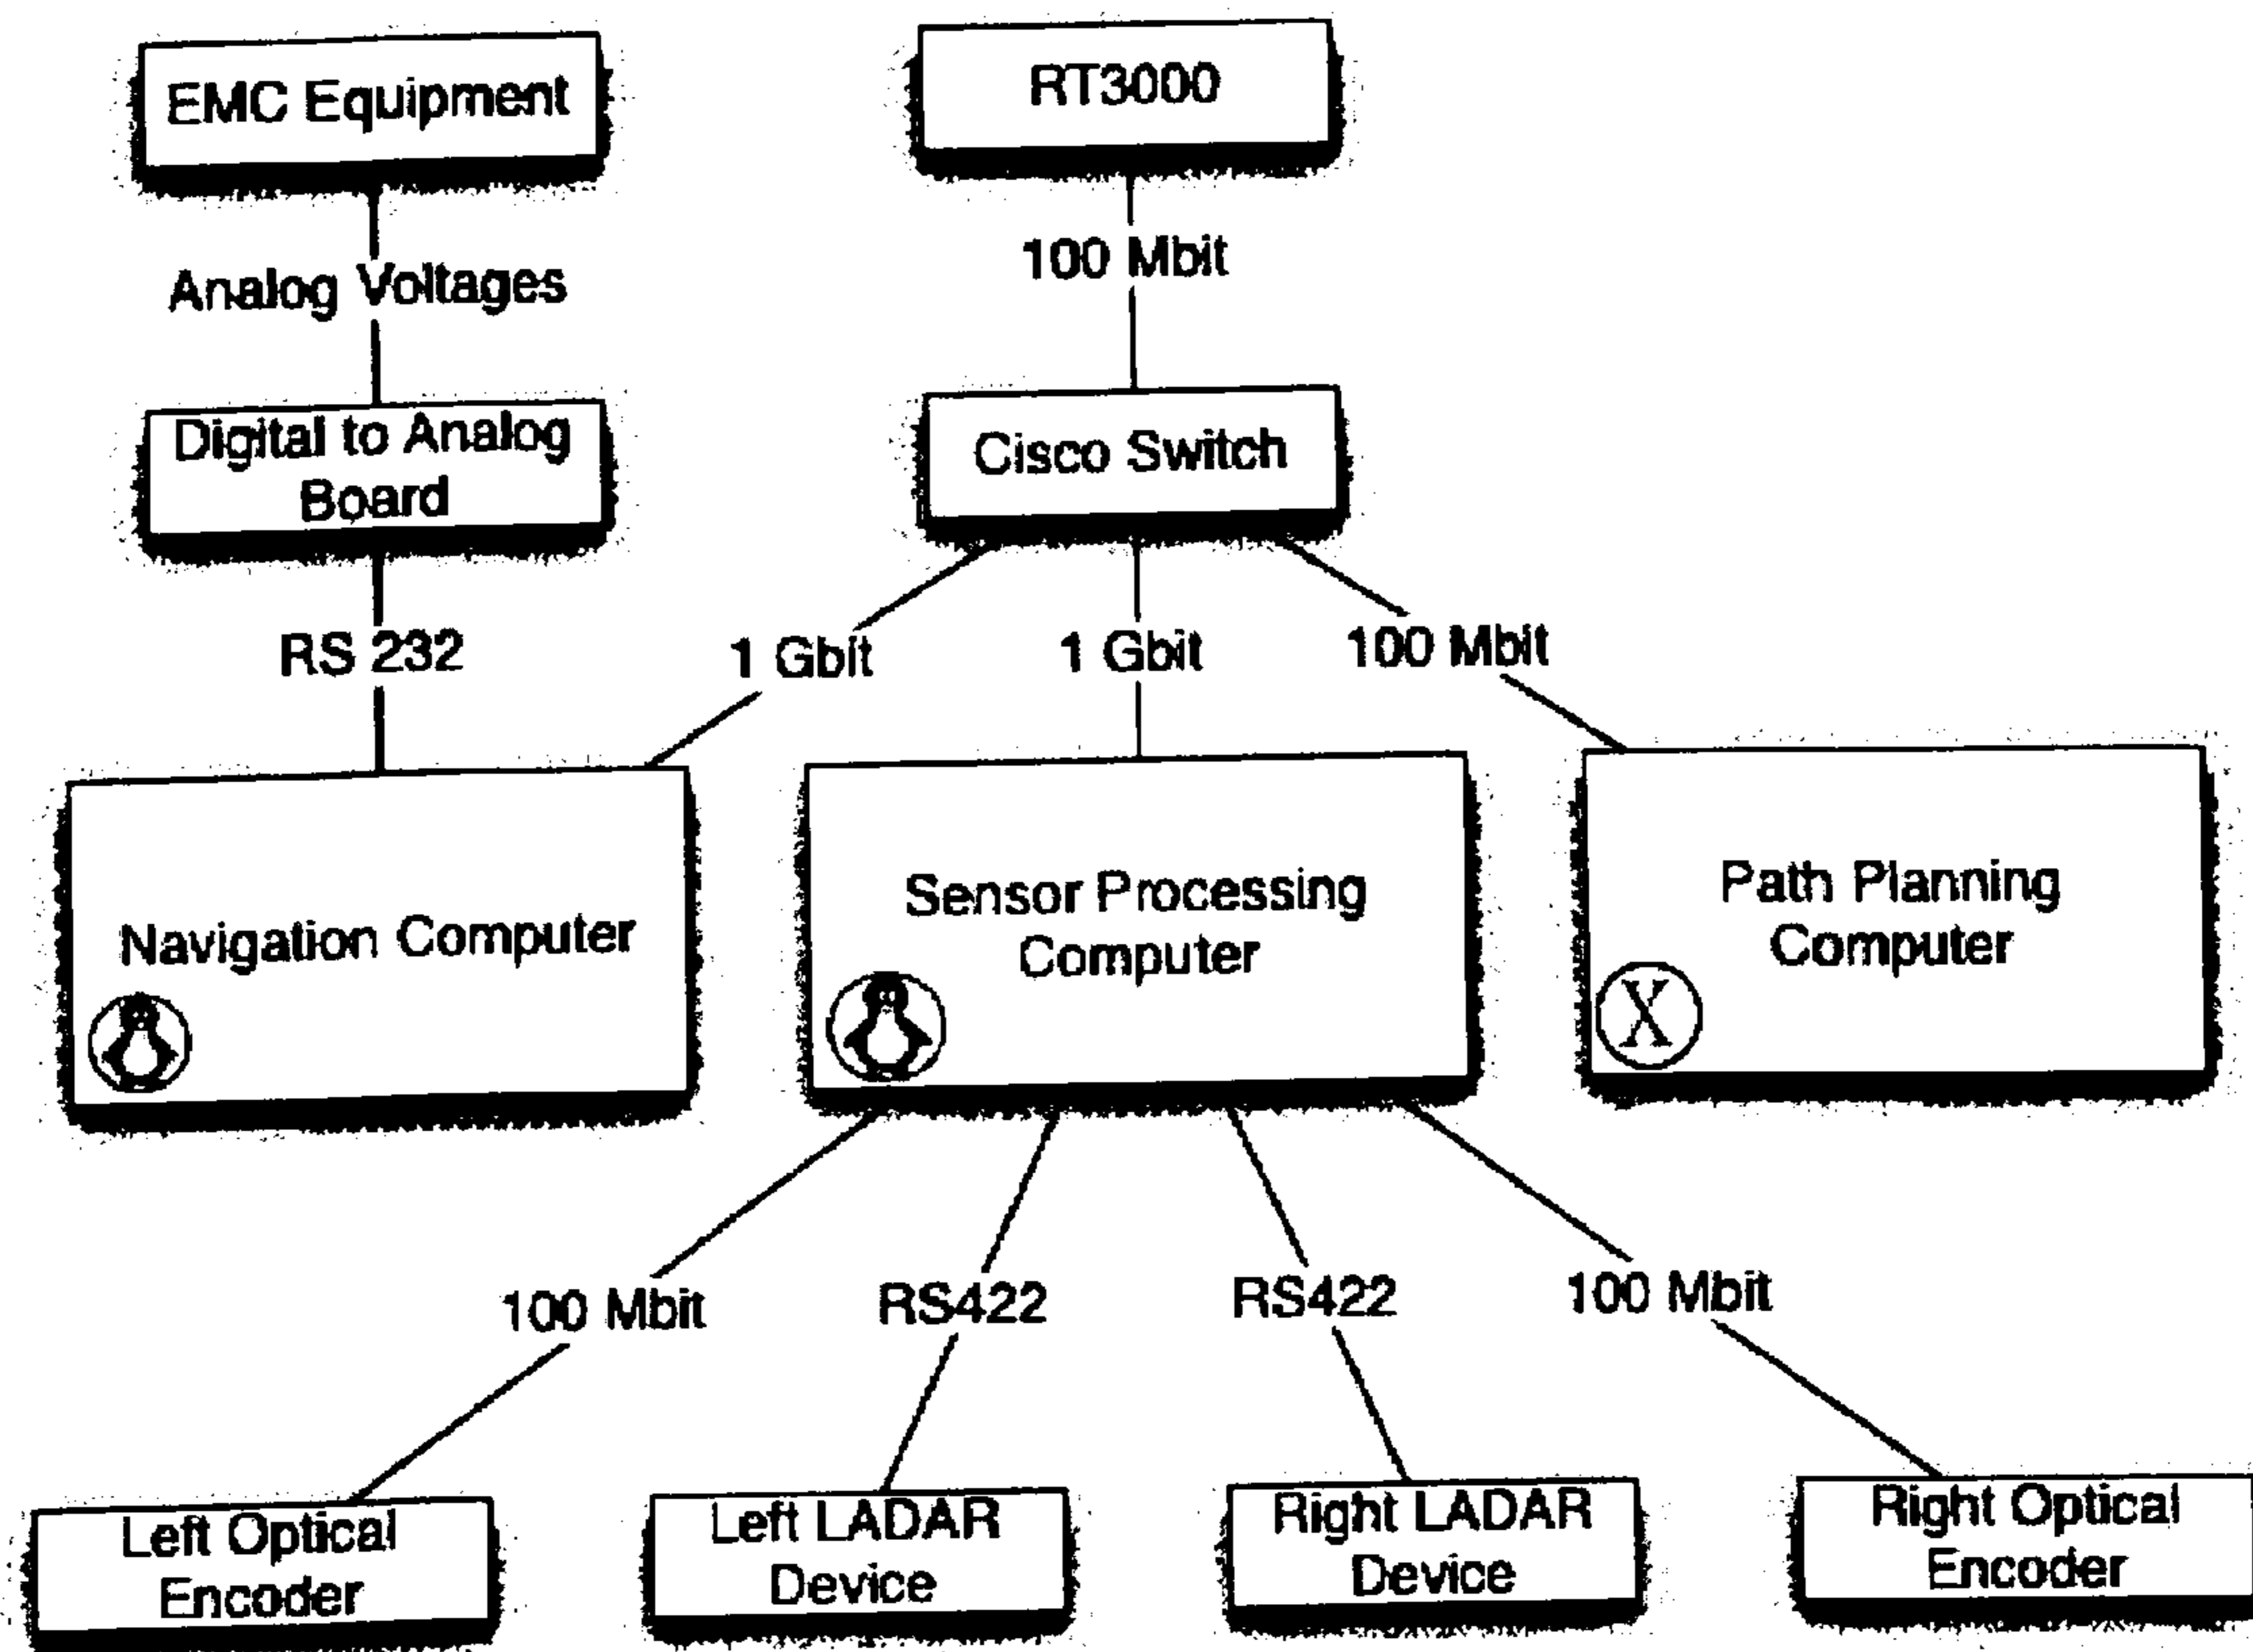 EMC Equipment
RT3000
Analog Voltages
100 Mbit
Digital to Analog
Board
Cisco Switch
RS 232
1 Gbit
1 Gbit
100 Mbit
Navigation Computer
Sensor Processing
Computer
Path Planning
Computer
X
100 Mbit
RS422
RS422
100 Mbit
Left Optical
Encoder
Left LADAR
Device
Right LADAR
Device
Right Optical
Encoder